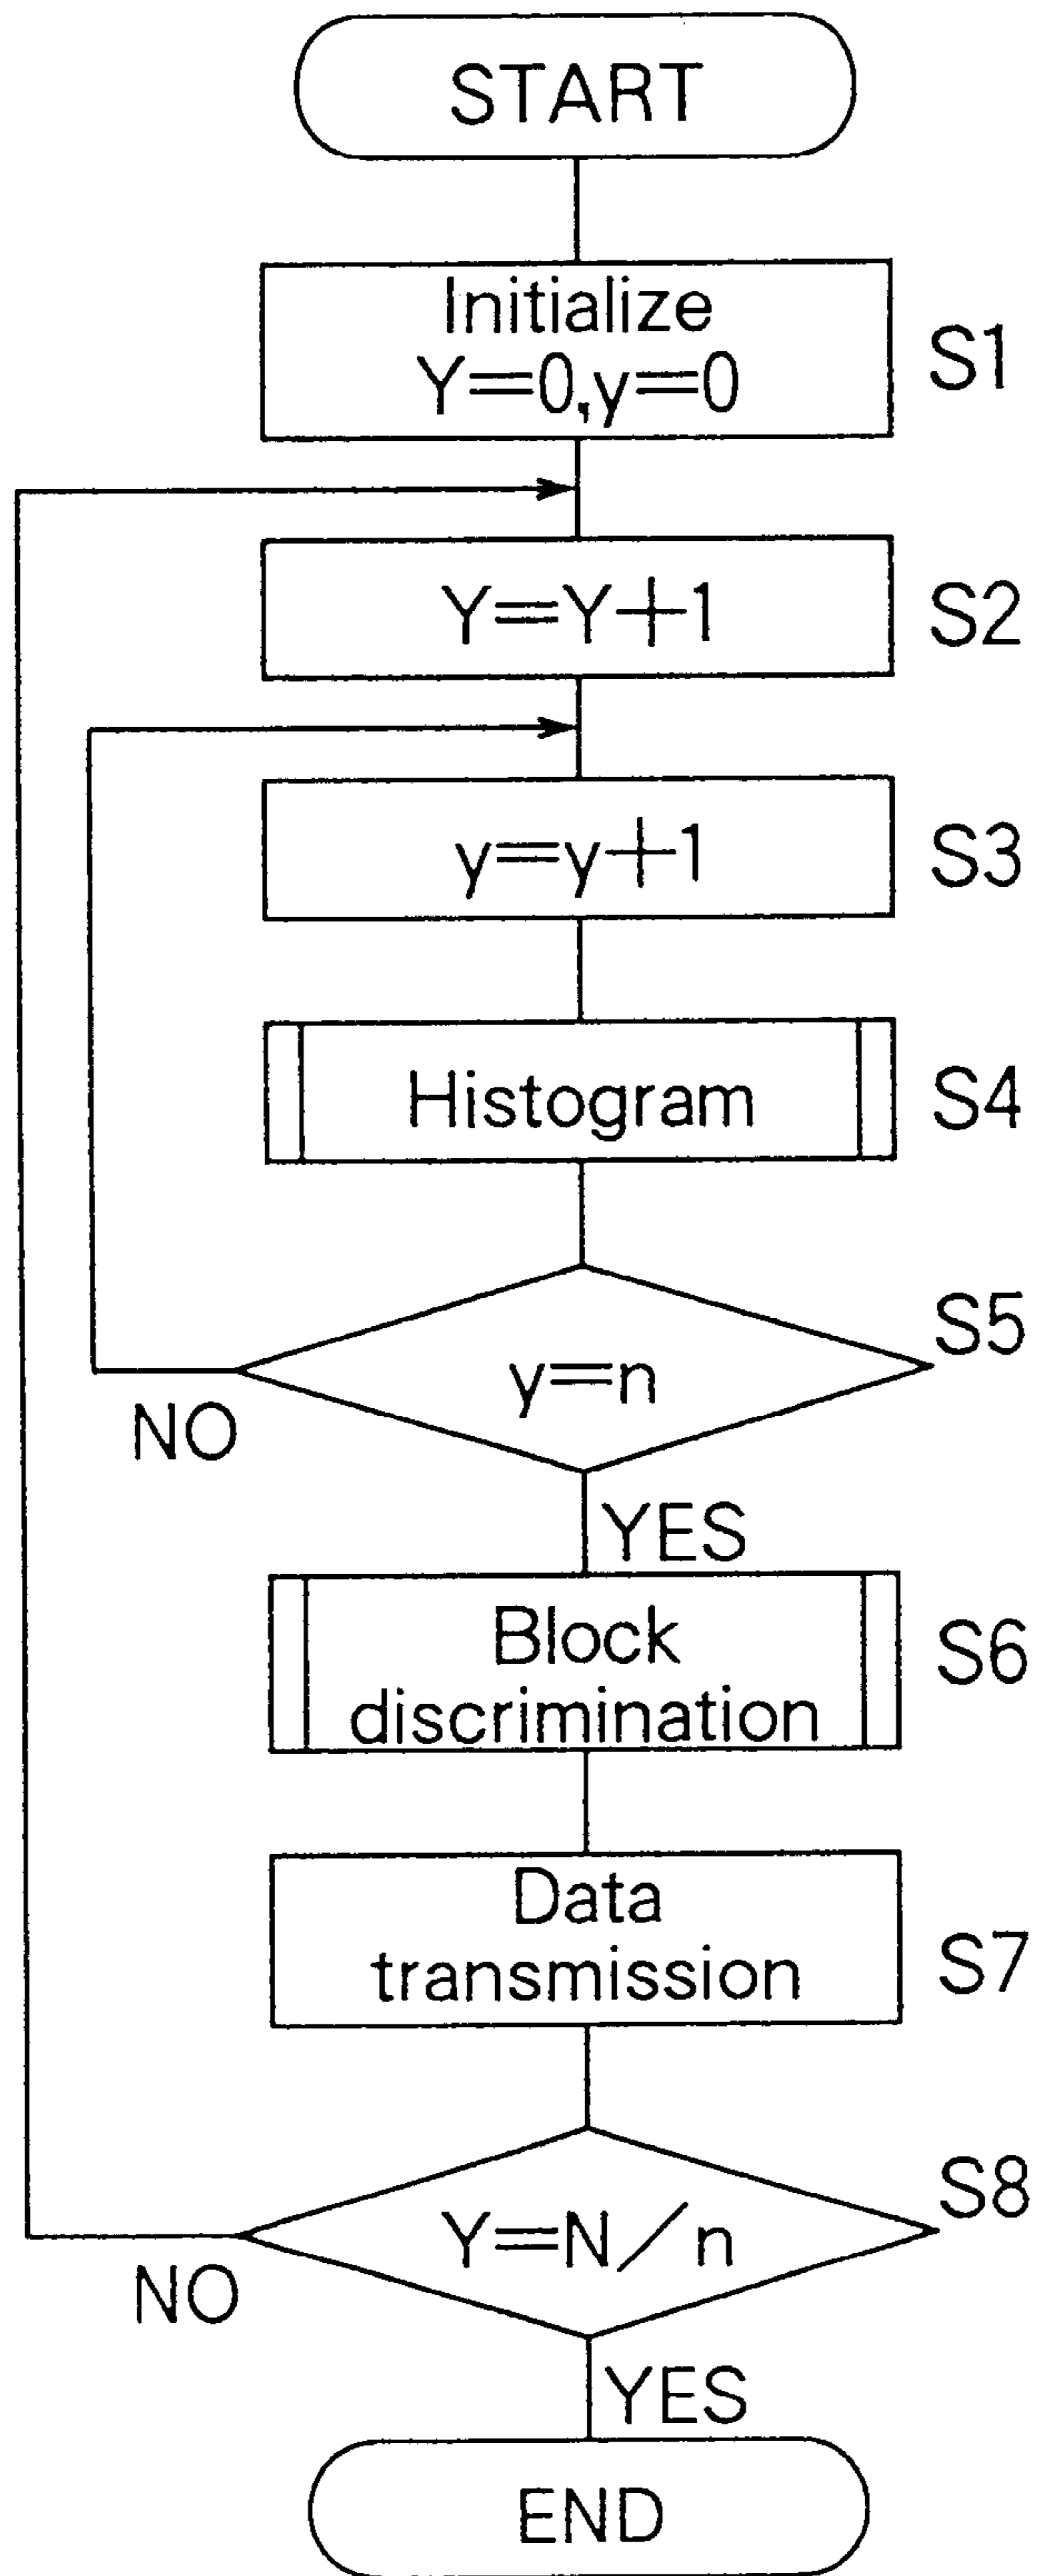 START
Initialize
Y=0,y=0
S1
Y=Y+1
S2
y=y+1
S3
Histogram
S4
S5
y=n
NO
YES
Block
discrimination
S6
Data
transmission
S7
S8
Y=N/n
NO
YES
END